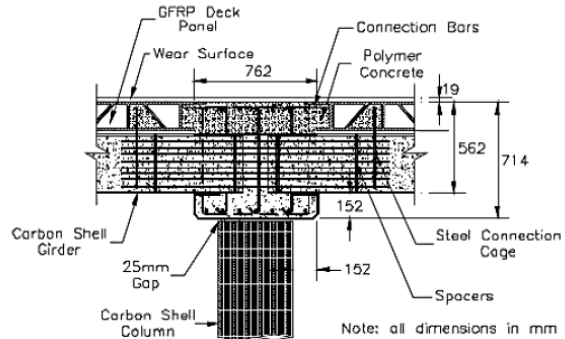 GFRP Deck
Panel
Wear Surface
Connection Bars
Polymer
Concrete
762
19
562
714
152
Carbon Shell
Girder
Steel Connection
Cage
25mm
Gap
152
Spacers
Carbon Shell
Column
Note: all dimensions in mm